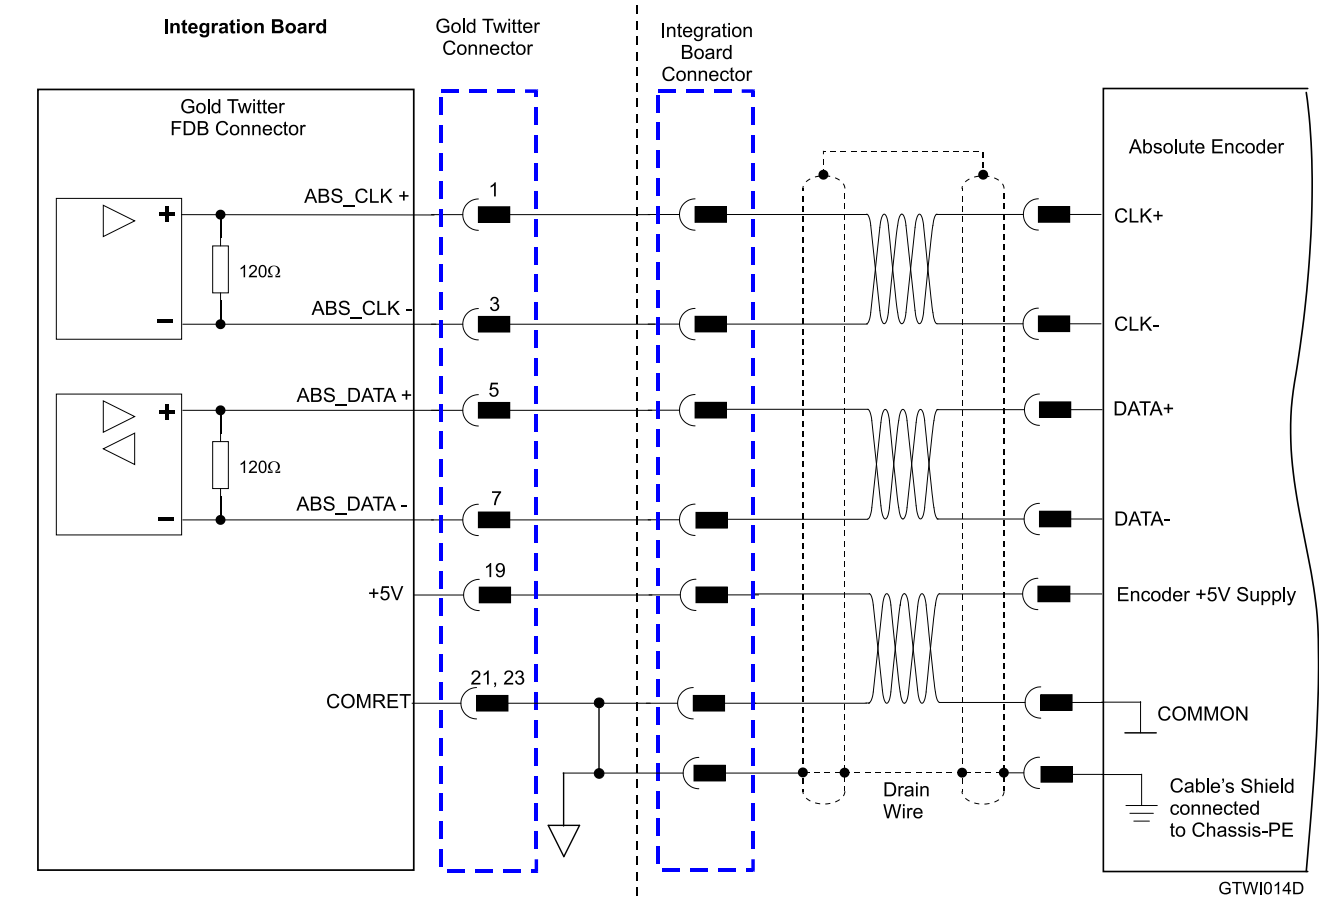 Integration Board
Gold Twitter
Connector
Integration
Board
Connector
Gold Twitter
FDB Connector
Absolute Encoder
ABS_CLK +
1
+
CLK+
120Ω
ABS_CLK -
3
–
CLK-
ABS_DATA +
5
+
DATA+
120Ω
ABS_DATA -
7
–
DATA-
+5V
19
Encoder +5V Supply
COMRET
21, 23
COMMON
Drain
Wire
Cable's Shield
connected
to Chassis-PE
GTWI014D